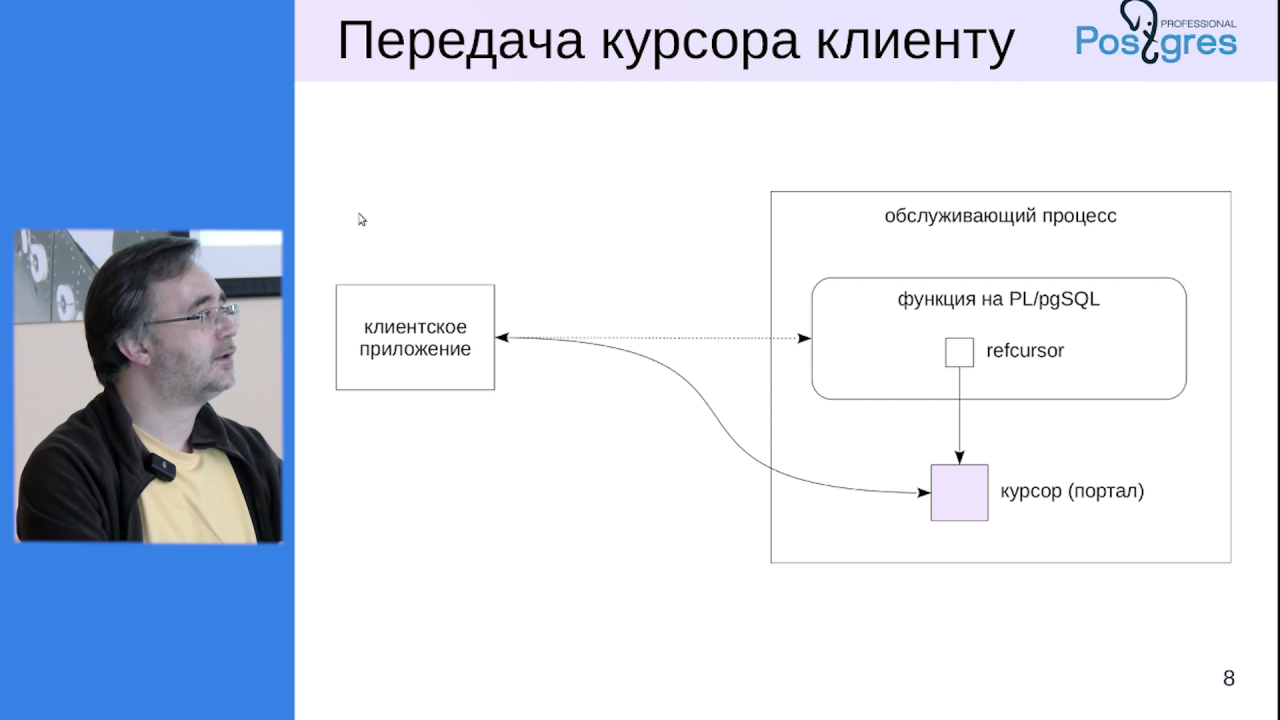 Передача курсора клиенту
PROFESSIONAL
Postgres
обслуживающий процесс
функция на PL/pgSQL
refcursor
клиентское
приложение
курсор (портал)
8